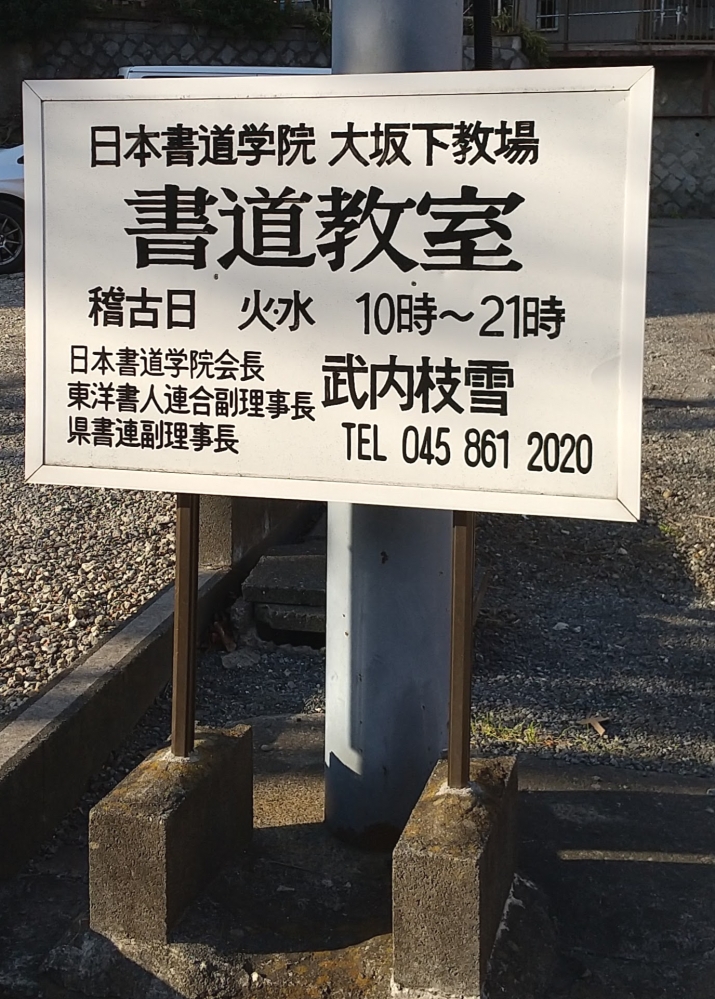 日本書道学院 大坂下教場
書道教室
稽古日 火・水 10時～21時
日本書道学院会長
東洋書人連合副理事長
県書連副理事長
武内枝雪
TEL 045 861 2020